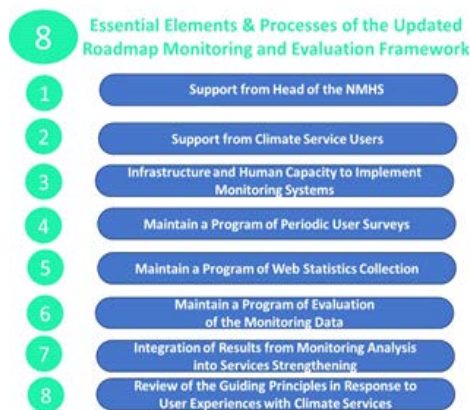 8
Essential Elements & Processes of the Updated
Roadmap Monitoring and Evaluation Framework
1
Support from Head of the NMHS
2
Support from Climate Service Users
3
Infrastructure and Human Capacity to Implement
Monitoring Systems
4
Maintain a Program of Periodic User Surveys
5
Maintain a Program of Web Statistics Collection
6
Maintain a Program of Evaluation
of the Monitoring Data
7
Integration of Results from Monitoring Analysis
into Services Strengthening
8
Review of the Guiding Principles in Response to
User Experiences with Climate Services